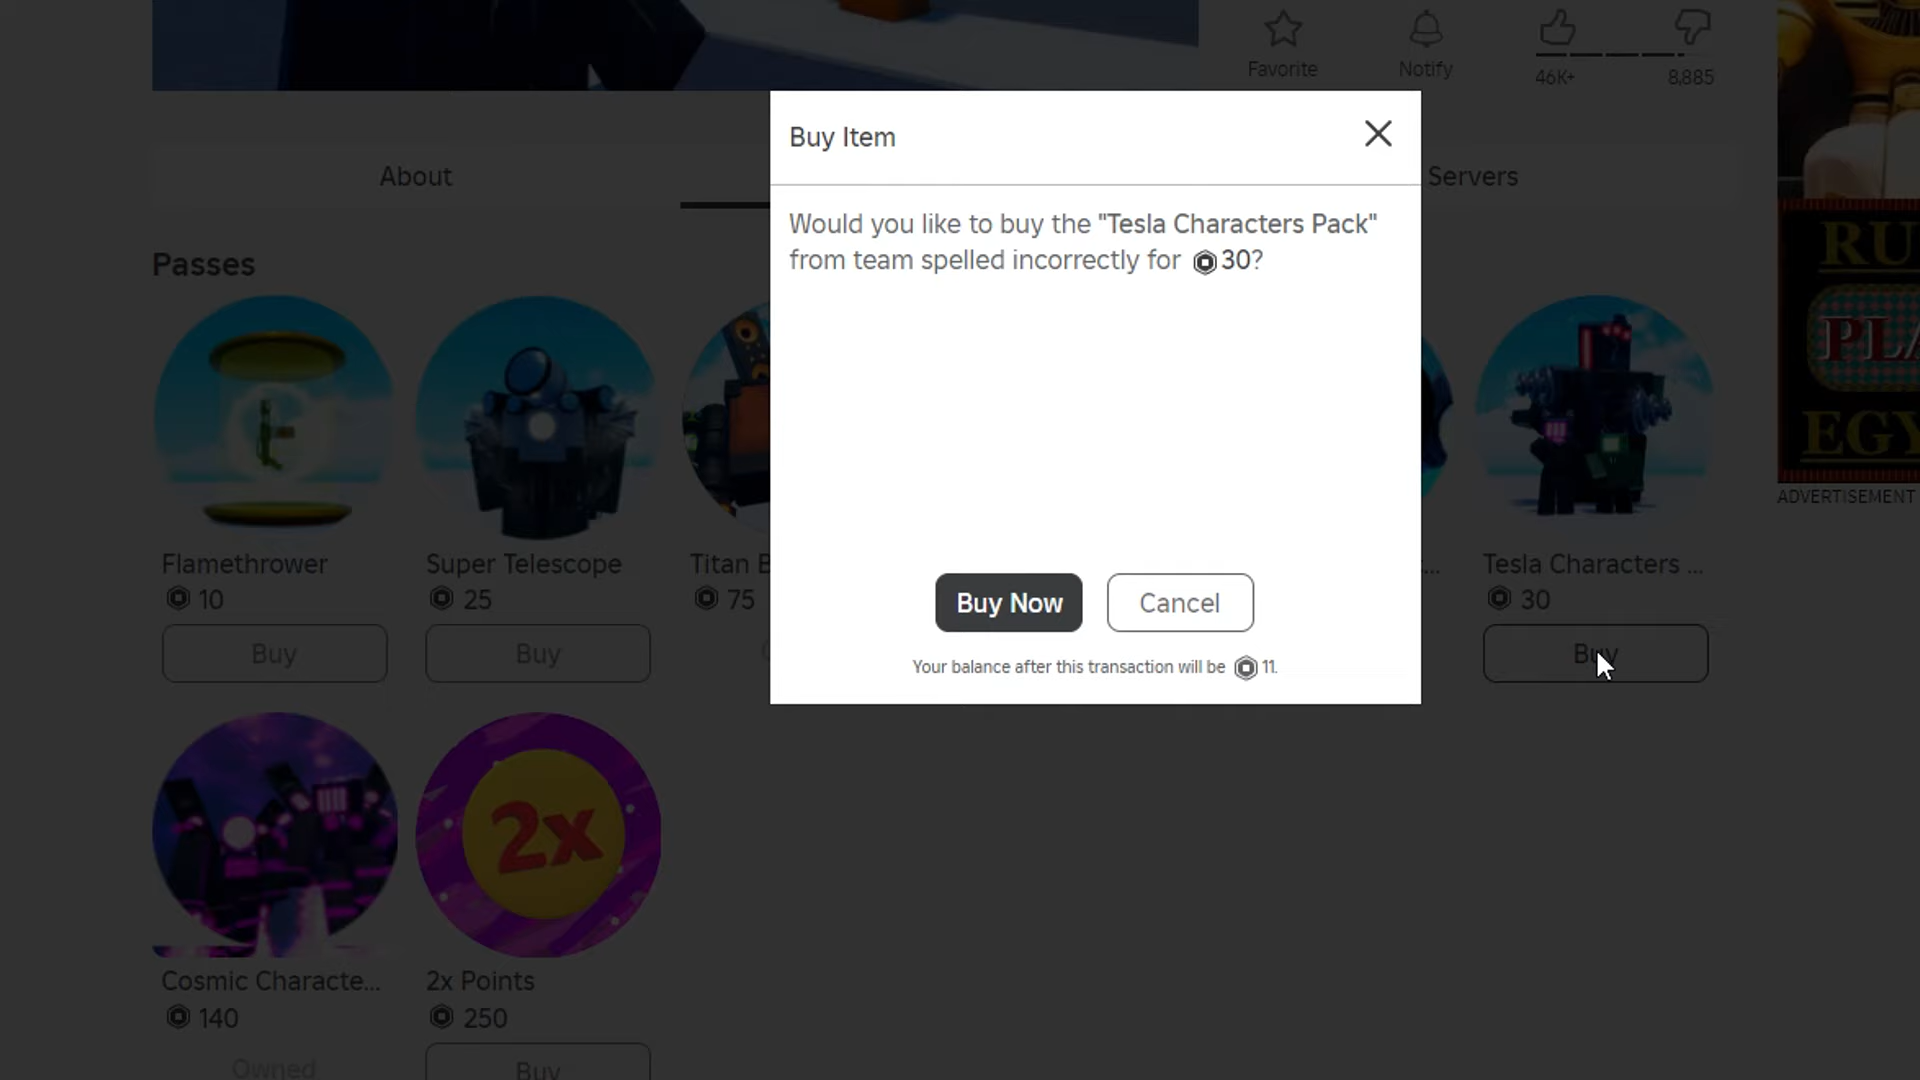 Favorite
Notify
46K+
8,885
Buy Item
About
Servers
Would you like to buy the "Tesla Characters Pack"
from team spelled incorrectly for 30?
Passes
RU
PLA
EGY
ADVERTISEMENT
Flamethrower
10
Buy
Super Telescope
25
Buy
Titan B
75
...
Tesla Characters ...
30
Buy
Buy Now
Cancel
Your balance after this transaction will be 11.
2x
Cosmic Characte...
140
Owned
2x Points
250
Buy